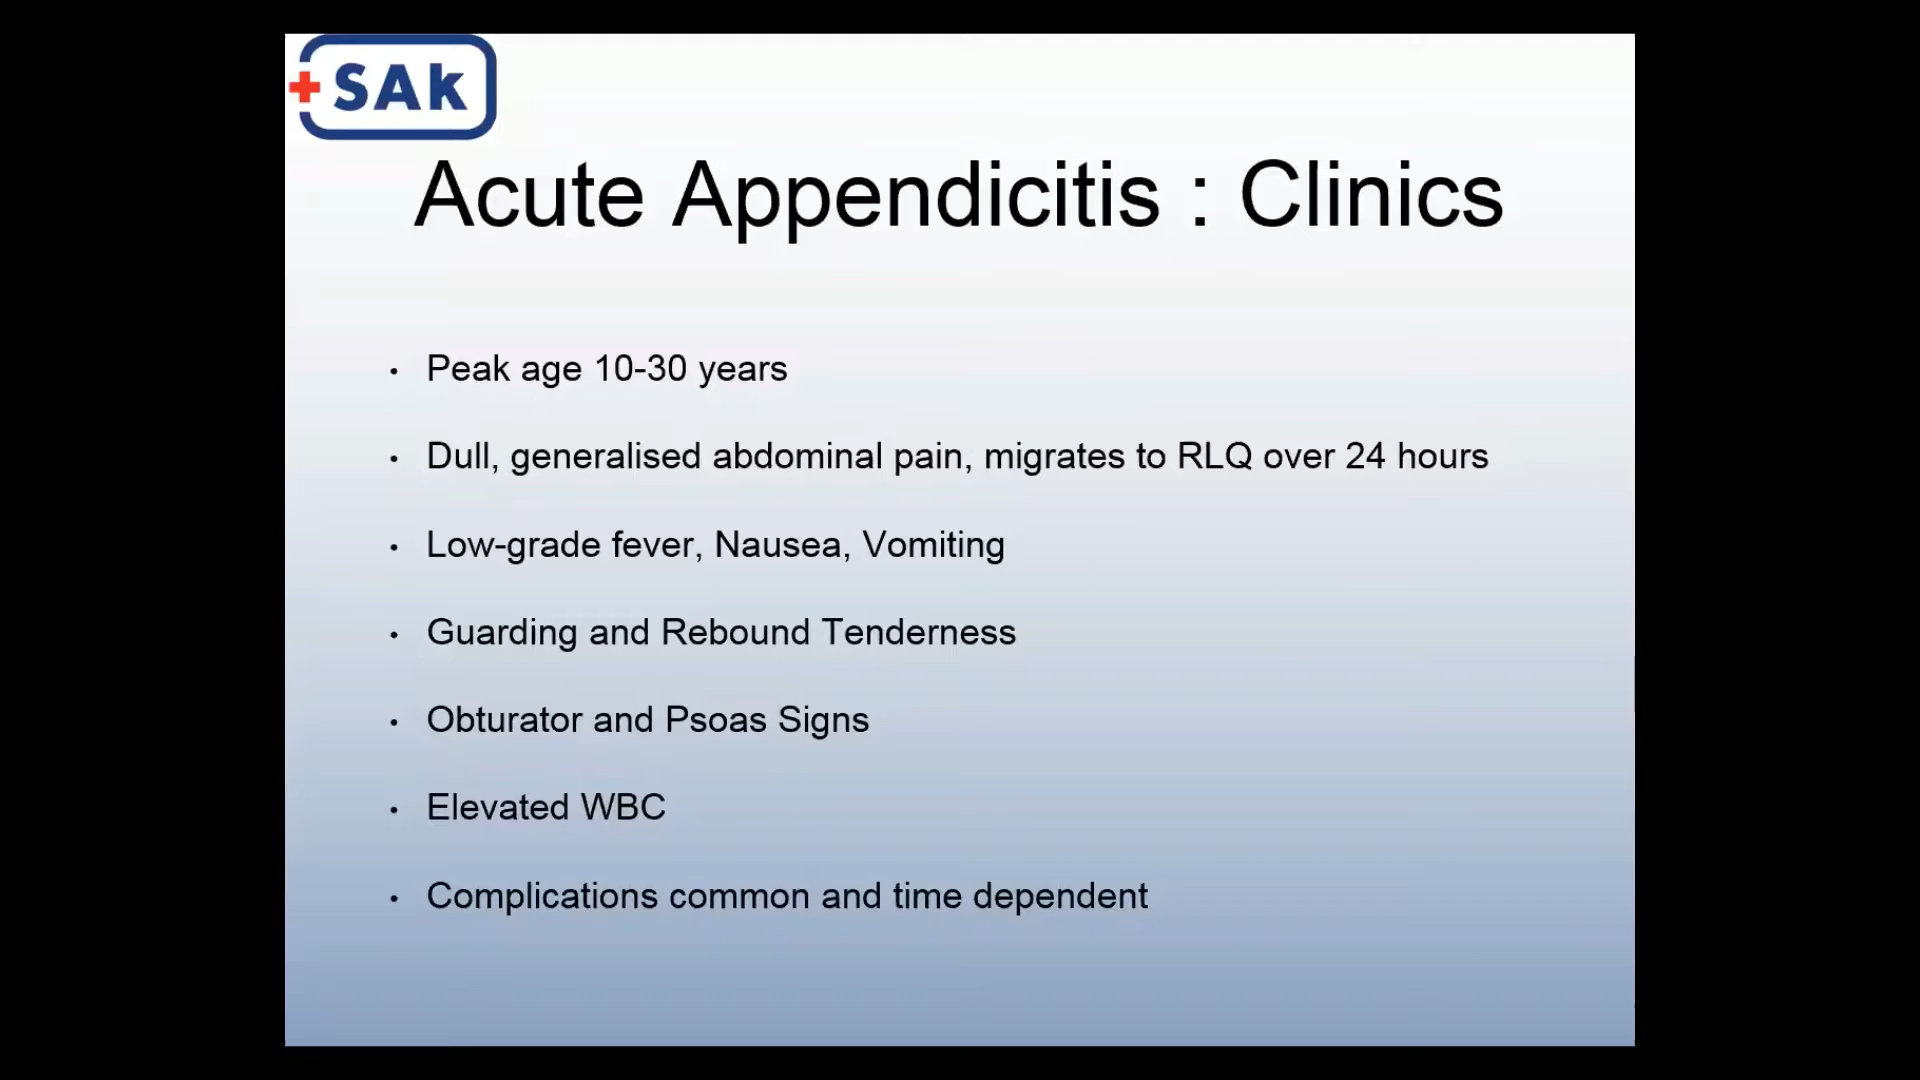 SAk
Acute Appendicitis : Clinics
• Peak age 10-30 years
• Dull, generalised abdominal pain, migrates to RLQ over 24 hours
• Low-grade fever, Nausea, Vomiting
• Guarding and Rebound Tenderness
• Obturator and Psoas Signs
• Elevated WBC
• Complications common and time dependent